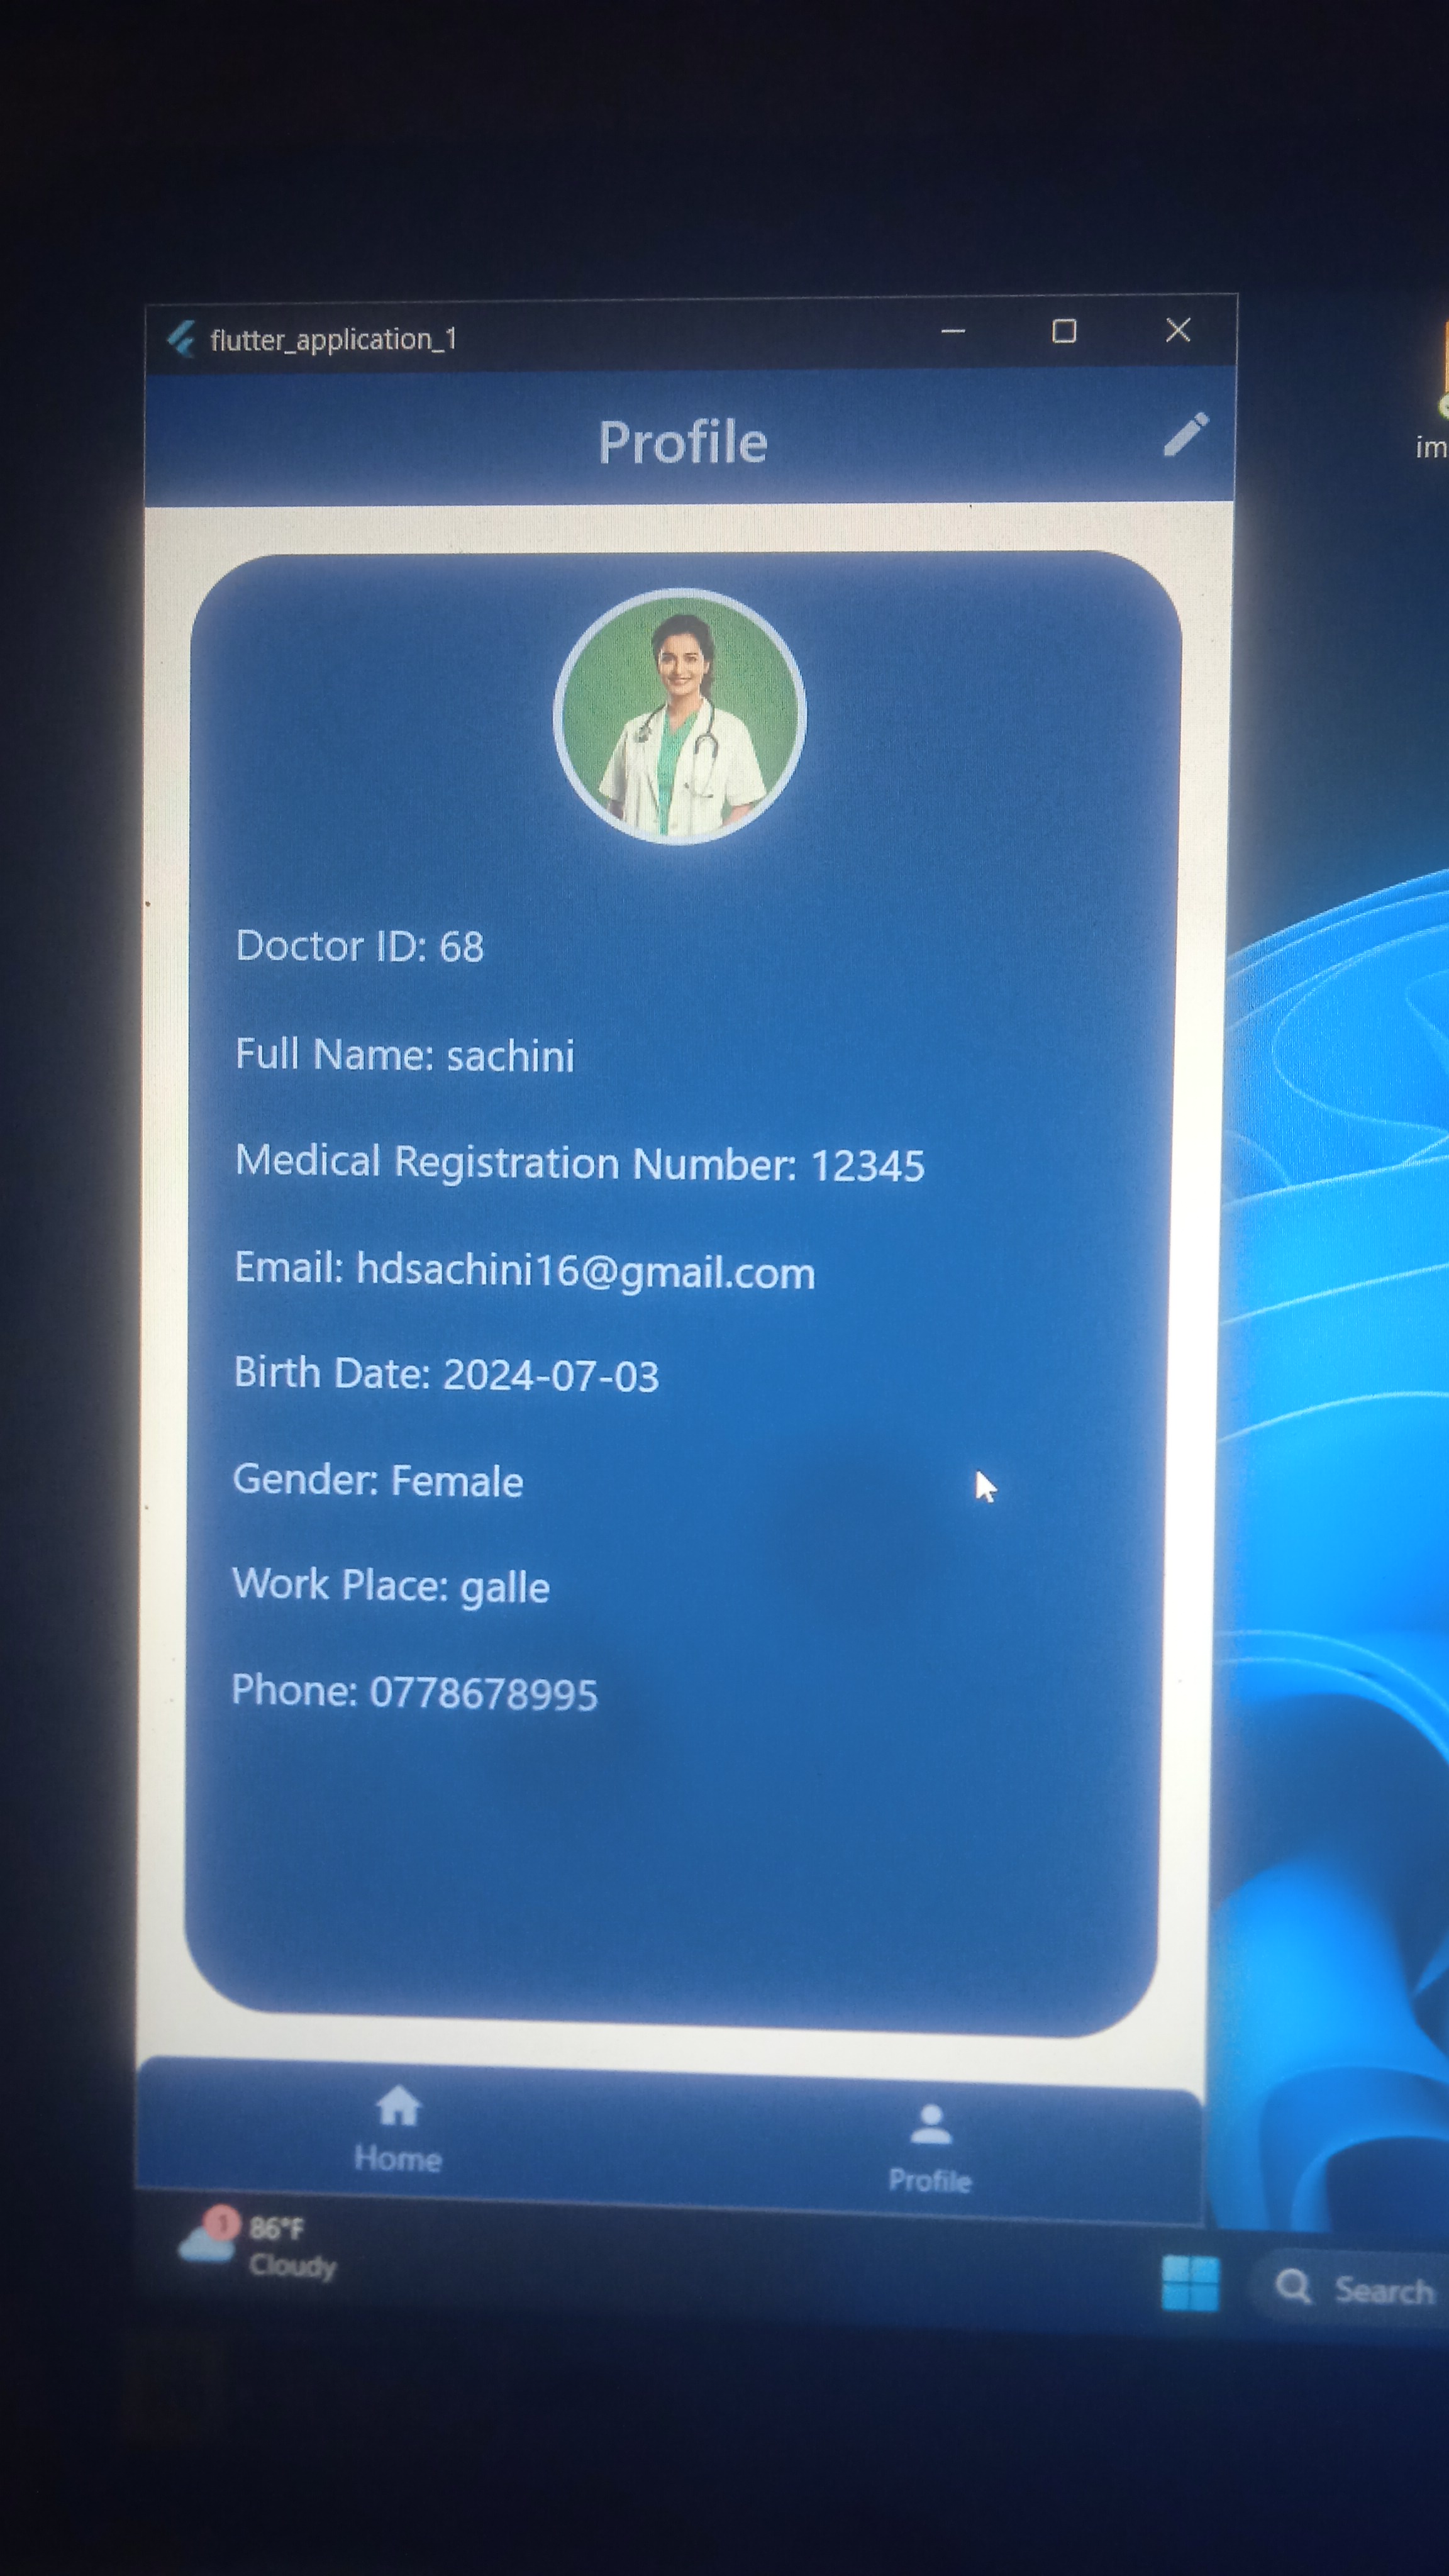 flutter_application_1
Profile
im
Doctor ID: 68
Full Name: sachini
Medical Registration Number: 12345
Email: hdsachini16@gmail.com
Birth Date: 2024-07-03
Gender: Female
Work Place: galle
Phone: 0778678995
Home
Profile
1
86°F
Cloudy
Search